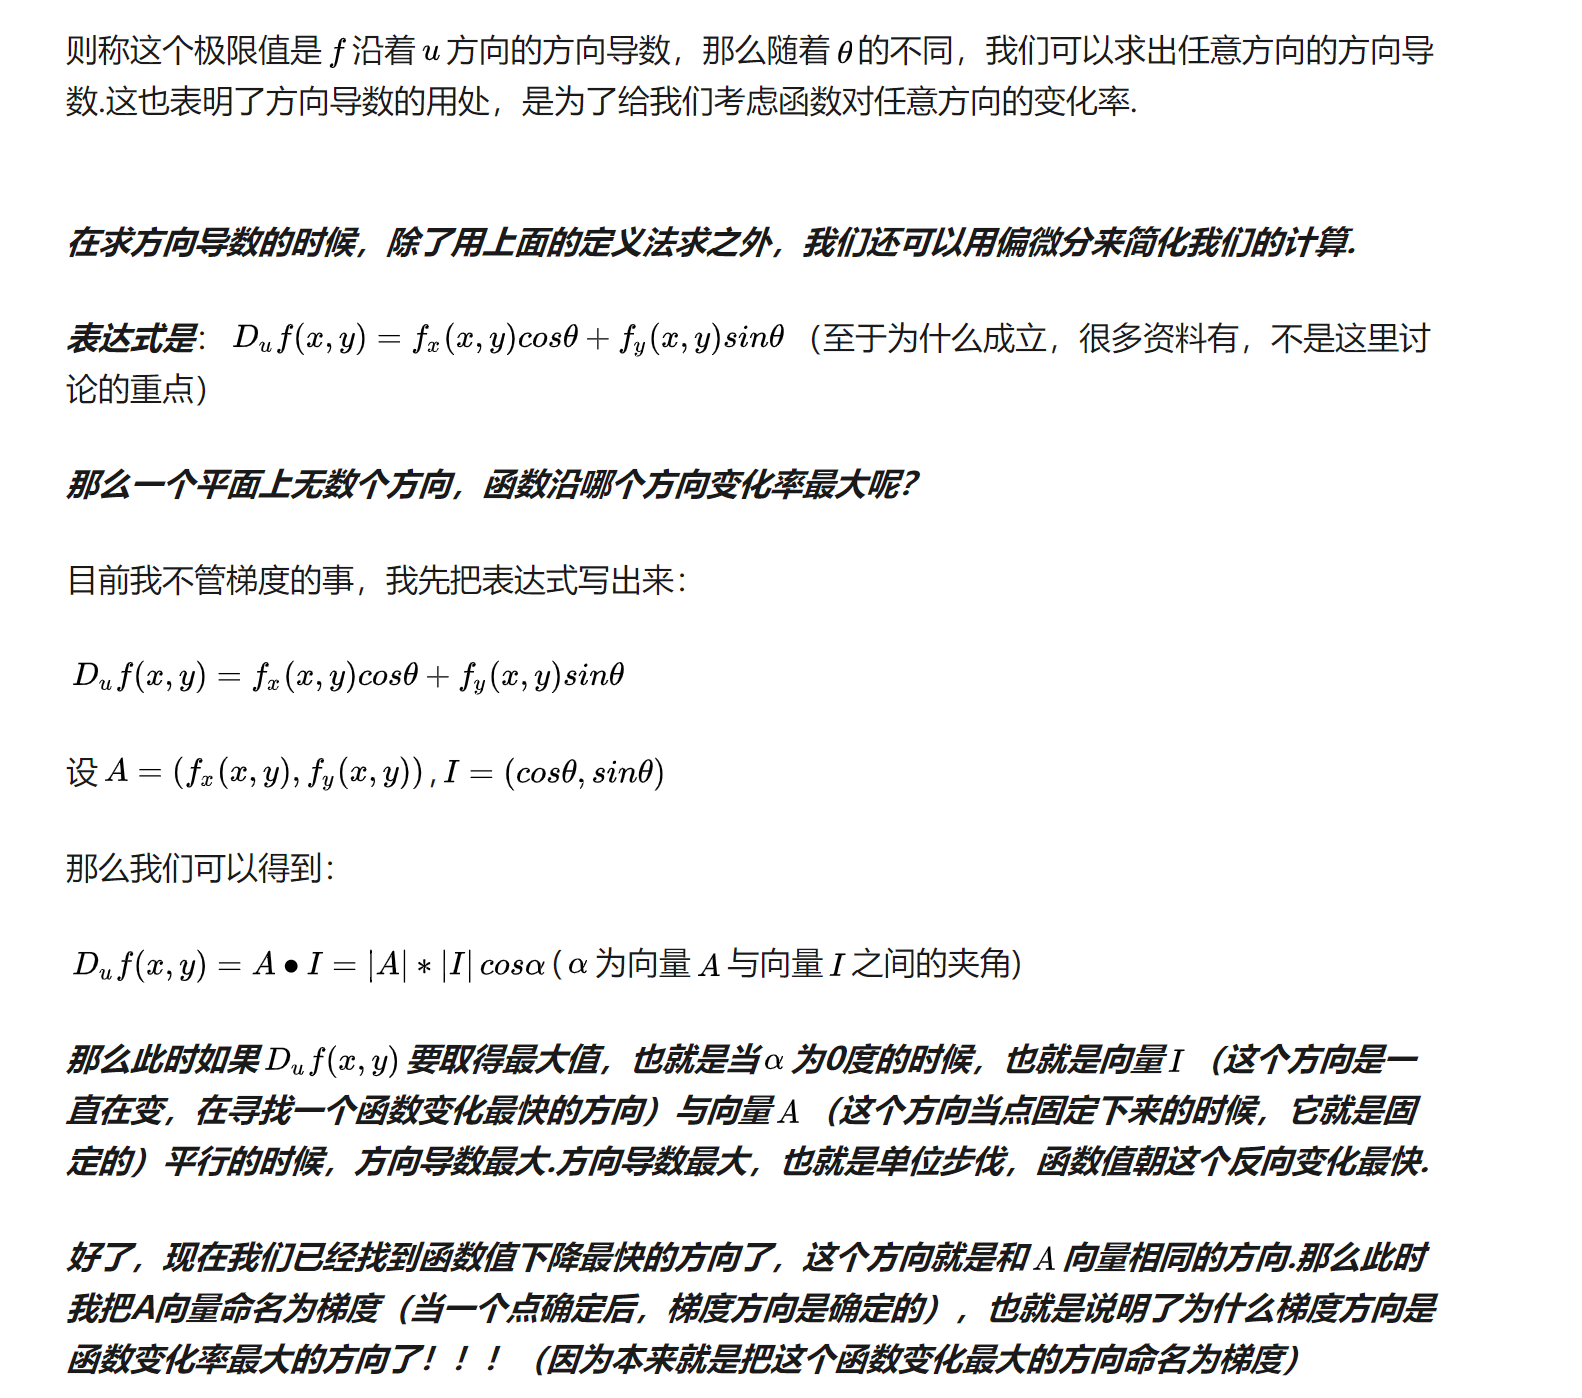 则称这个极限值是 f 沿着 u 方向的方向导数，那么随着 θ 的不同，我们可以求出任意方向的方向导
数.这也表明了方向导数的用处，是为了给我们考虑函数对任意方向的变化率.
在求方向导数的时候，除了用上面的定义法求之外，我们还可以用偏微分来简化我们的计算.
表达式是： D_u f(x, y) = f_x(x, y)cosθ + f_y(x, y)sinθ （至于为什么成立，很多资料有，不是这里讨
论的重点）
那么一个平面上无数个方向，函数沿哪个方向变化率最大呢？
目前我不管梯度的事，我先把表达式写出来：
D_u f(x, y) = f_x(x, y)cosθ + f_y(x, y)sinθ
设 A = (f_x(x, y), f_y(x, y)) , I = (cosθ, sinθ)
那么我们可以得到：
D_u f(x, y) = A • I = |A| * |I| cosα ( α 为向量 A 与向量 I 之间的夹角)
那么此时如果 D_u f(x, y) 要取得最大值，也就是当 α 为0度的时候，也就是向量 I （这个方向是一
直在变，在寻找一个函数变化最快的方向）与向量 A （这个方向当点固定下来的时候，它就是固
定的）平行的时候，方向导数最大.方向导数最大，也就是单位步伐，函数值朝这个反向变化最快.
好了，现在我们已经找到函数值下降最快的方向了，这个方向就是和 A 向量相同的方向.那么此时
我把A向量命名为梯度（当一个点确定后，梯度方向是确定的），也就是说明了为什么梯度方向是
函数变化率最大的方向了！！！（因为本来就是把这个函数变化最大的方向命名为梯度）